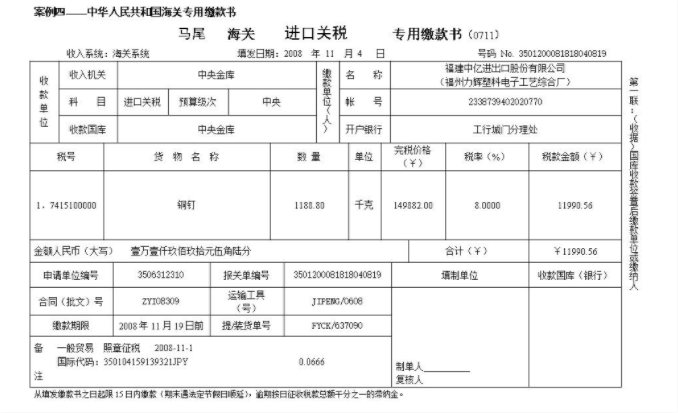 案例四——中华人民共和国海关专用缴款书
马尾 海关 进口关税 专用缴款书(0711)
收入系统:海关系统 填发日期:2008 年 11 月 4 日 号码 No. 3501200081818040819
收款单位 收入机关 中央金库 缴款单位(人) 名 称 福建中亿进出口股份有限公司
(福州力辉塑料电子工艺综合厂)
科 目 进口关税 预算级次 中央 帐 号 2338739402020770
收款国库 中央金库 开户银行 工行城门分理处
税号 货 物 名 称 数 量 单位 完税价格(¥) 税率(%) 税款金额(¥)
1、7415100000 铜钉 1188.80 千克 149882.00 8.0000 11990.56
金额人民币(大写) 壹万壹仟玖佰玖拾元伍角陆分 合计(¥) ¥11990.56
申请单位编号 3506312310 报关单编号 3501200081818040819 填制单位 收款国库(银行)
合同(批文)号 ZYI08309 运输工具(号) JIPENG/0608
缴款期限 2008 年 11 月 19 日前 提/装货单号 FYCK/637090
备注 一般贸易 照章征税 2008-11-1
国际代码:350104159139321JPY 0.0666
制单人
复核人
从填发缴款书之日起限 15 日内缴款(期末遇法定节假日顺延),逾期按日征收税款总额千分之一的滞纳金。
第一联:(收据)国库收款签章后缴款单位或缴纳人